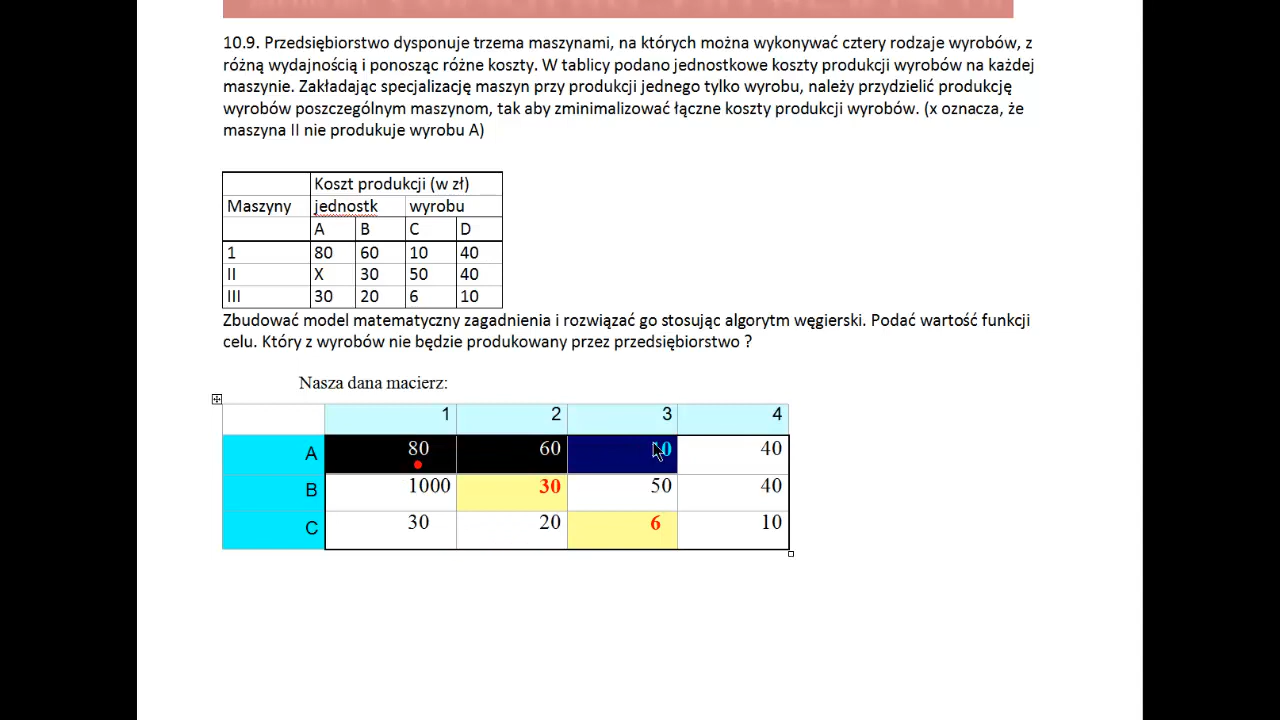 10.9. Przedsiębiorstwo dysponuje trzema maszynami, na których można wykonywać cztery rodzaje wyrobów, z
różną wydajnością i ponosząc różne koszty. W tablicy podano jednostkowe koszty produkcji wyrobów na każdej
maszynie. Zakładając specjalizację maszyn przy produkcji jednego tylko wyrobu, należy przydzielić produkcję
wyrobów poszczególnym maszynom, tak aby zminimalizować łączne koszty produkcji wyrobów. (x oznacza, że
maszyna II nie produkuje wyrobu A)
Koszt produkcji (w zł)
Maszyny jednostk wyrobu
A B C D
1 80 60 10 40
II X 30 50 40
III 30 20 6 10
Zbudować model matematyczny zagadnienia i rozwiązać go stosując algorytm węgierski. Podać wartość funkcji
celu. Który z wyrobów nie będzie produkowany przez przedsiębiorstwo ?
Nasza dana macierz:
1 2 3 4
A 80 60 40
B 1000 30 50 40
C 30 20 6 10